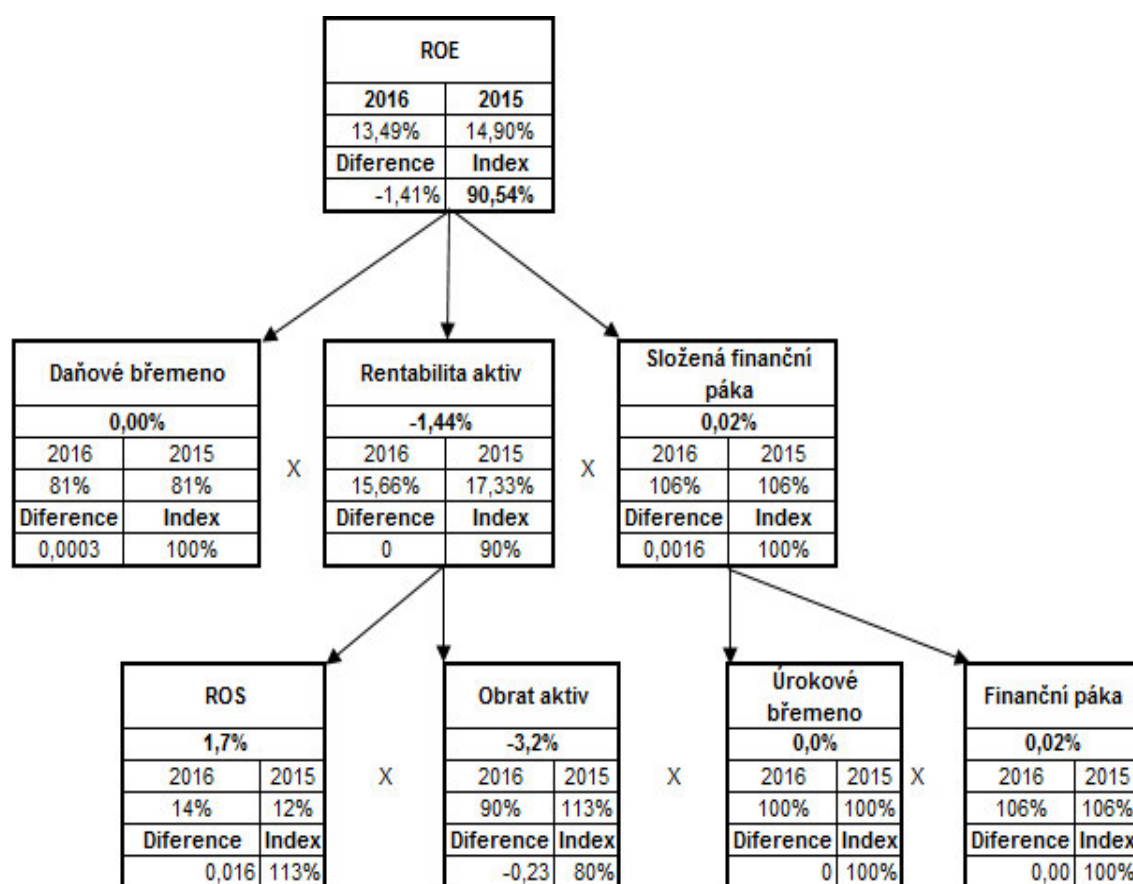 ROE
2016 2015
13,49% 14,90%
Diference Index
-1,41% 90,54%
Daňové břemeno
0,00%
2016 2015
81% 81%
Diference Index
0,0003 100%
X
Rentabilita aktiv
-1,44%
2016 2015
15,66% 17,33%
Diference Index
0 90%
X
Složená finanční
páka
0,02%
2016 2015
106% 106%
Diference Index
0,0016 100%
ROS
1,7%
2016 2015
14% 12%
Diference Index
0,016 113%
X
Obrat aktiv
-3,2%
2016 2015
90% 113%
Diference Index
-0,23 80%
X
Úrokové
břemeno
0,0%
2016 2015
100% 100%
Diference Index
0 100%
X
Finanční páka
0,02%
2016 2015
106% 106%
Diference Index
0,00 100%